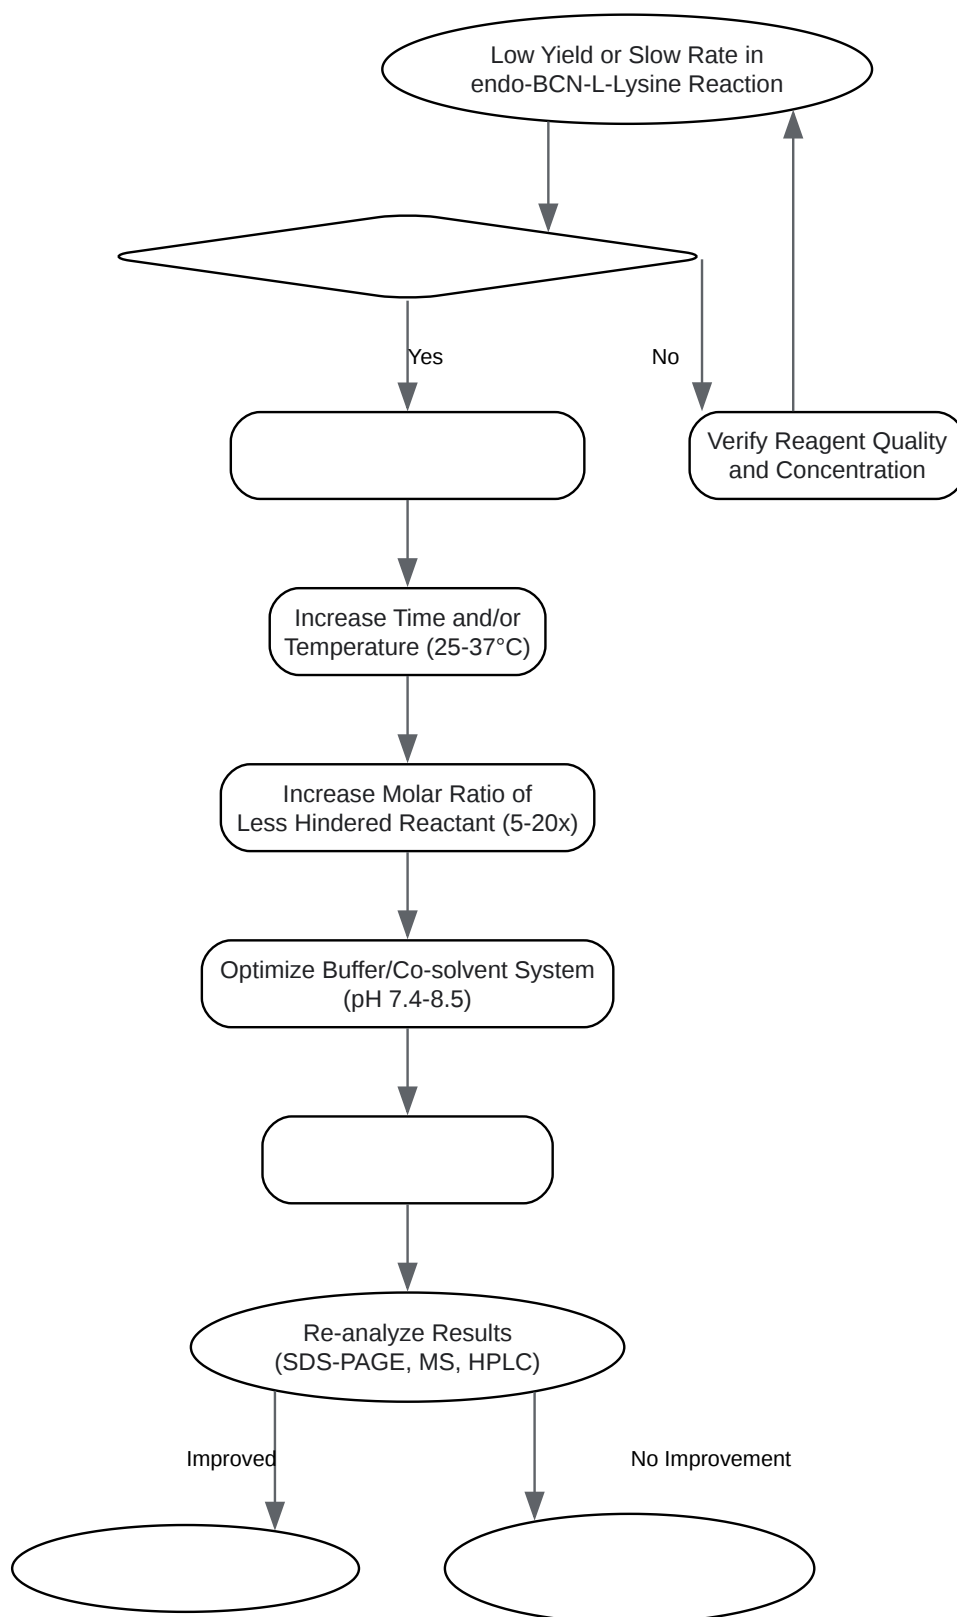 Low Yield or Slow Rate in
endo-BCN-L-Lysine Reaction
Yes
No
Verify Reagent Quality
and Concentration
Increase Time and/or
Temperature (25-37°C)
Increase Molar Ratio of
Less Hindered Reactant (5-20x)
Optimize Buffer/Co-solvent System
(pH 7.4-8.5)
Re-analyze Results
(SDS-PAGE, MS, HPLC)
Improved
No Improvement